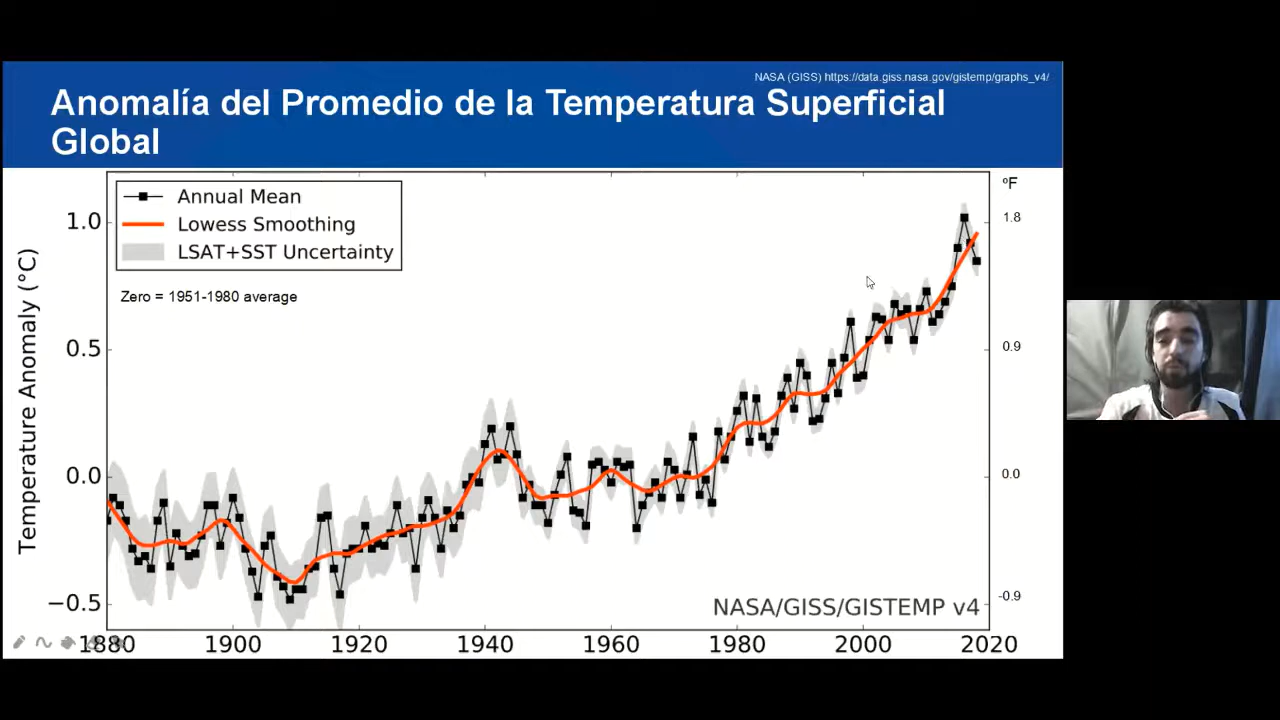 NASA (GISS) https://data.giss.nasa.gov/gistemp/graphs_v4/
Anomalía del Promedio de la Temperatura Superficial
Global
Annual Mean
Lowess Smoothing
LSAT+SST Uncertainty
Zero = 1951-1980 average
Temperature Anomaly (°C)
1.0
0.5
0.0
−0.5
ºF
1.8
0.9
0.0
-0.9
NASA/GISS/GISTEMP v4
1880 1900 1920 1940 1960 1980 2000 2020